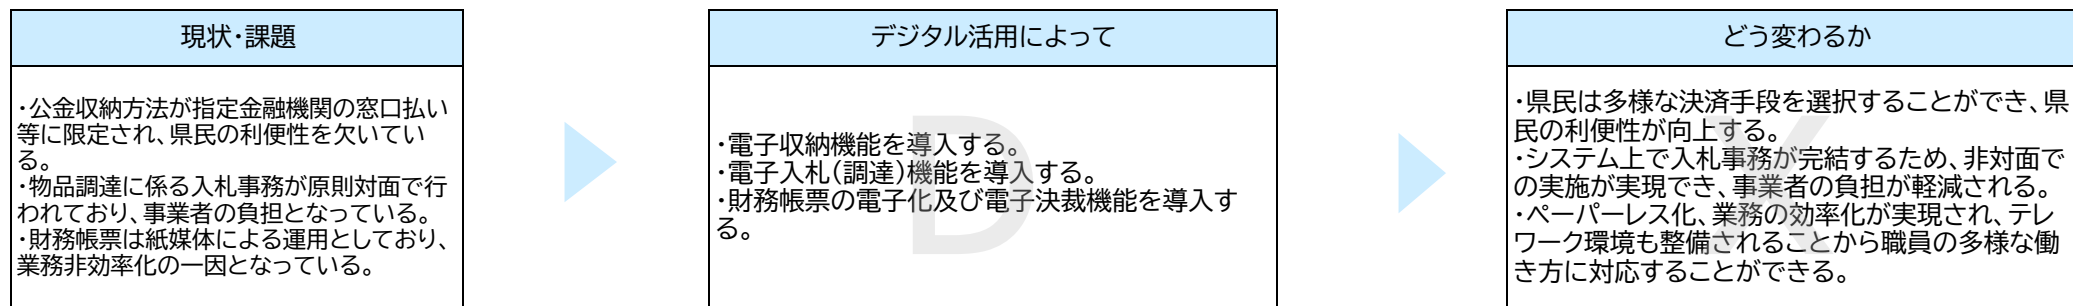 現状・課題
・公金収納方法が指定金融機関の窓口払い
等に限定され、県民の利便性を欠いてい
る。
・物品調達に係る入札事務が原則対面で行
われており、事業者の負担となっている。
・財務帳票は紙媒体による運用としており、
業務非効率化の一因となっている。
デジタル活用によって
・電子収納機能を導入する。
・電子入札(調達)機能を導入する。
・財務帳票の電子化及び電子決裁機能を導入す
る。
D
どう変わるか
・県民は多様な決済手段を選択することができ、県
民の利便性が向上する。
・システム上で入札事務が完結するため、非対面で
の実施が実現でき、事業者の負担が軽減される。
・ペーパーレス化、業務の効率化が実現され、テレ
ワーク環境も整備されることから職員の多様な働
き方に対応することができる。
X